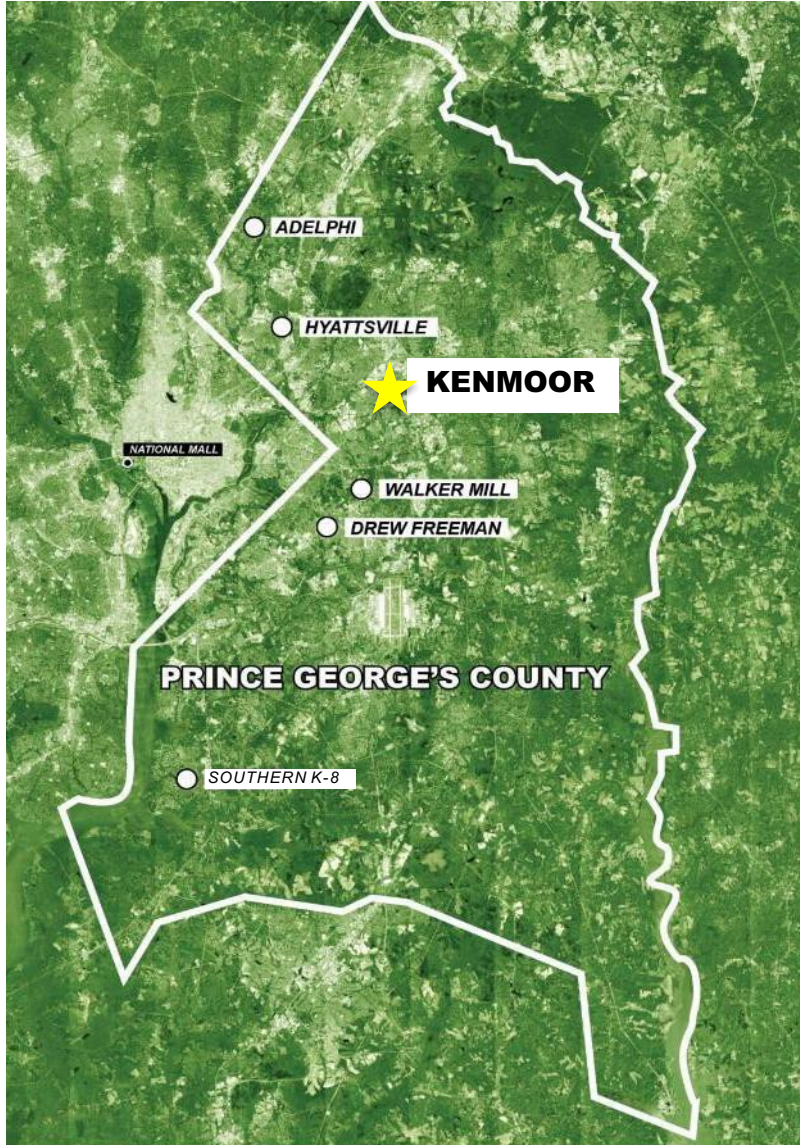 ADELPHI
HYATTSVILLE
KENMOOR
NATIONAL MALL
WALKER MILL
DREW FREEMAN
PRINCE GEORGE'S COUNTY
SOUTHERN K-8